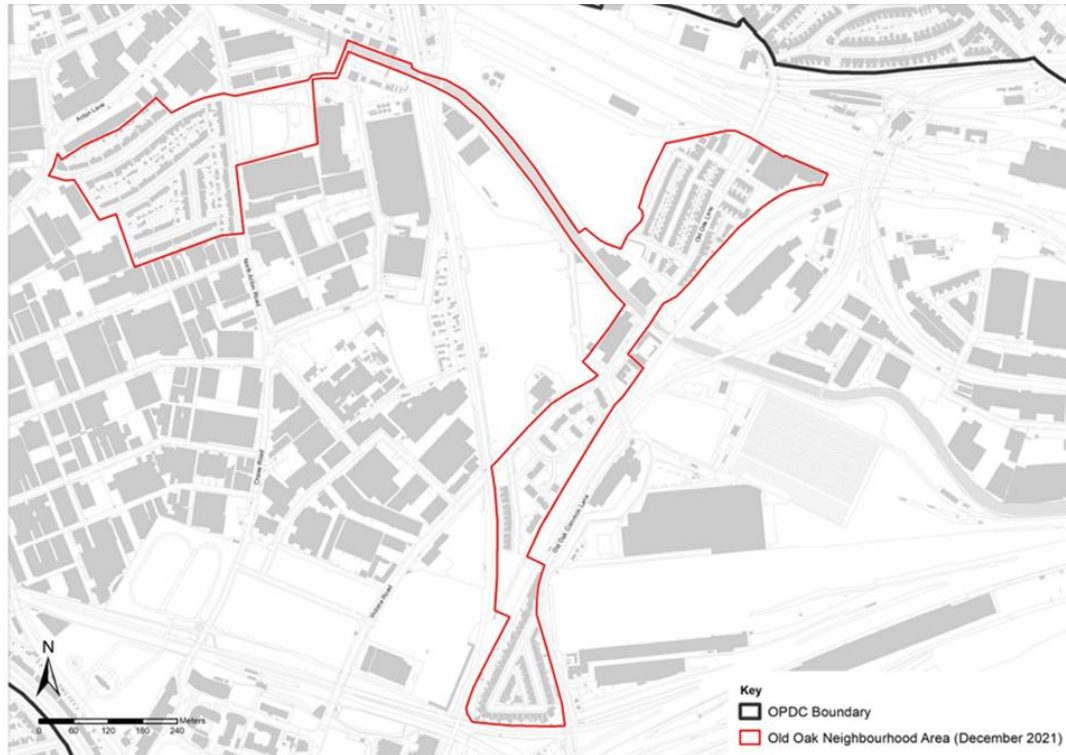 Acton Lane
Old Oak Lane
North Acton Road
Chase Road
Old Oak Common Lane
Victoria Road
N
0 60 120 180 240
Meters
Key
OPDC Boundary
Old Oak Neighbourhood Area (December 2021)